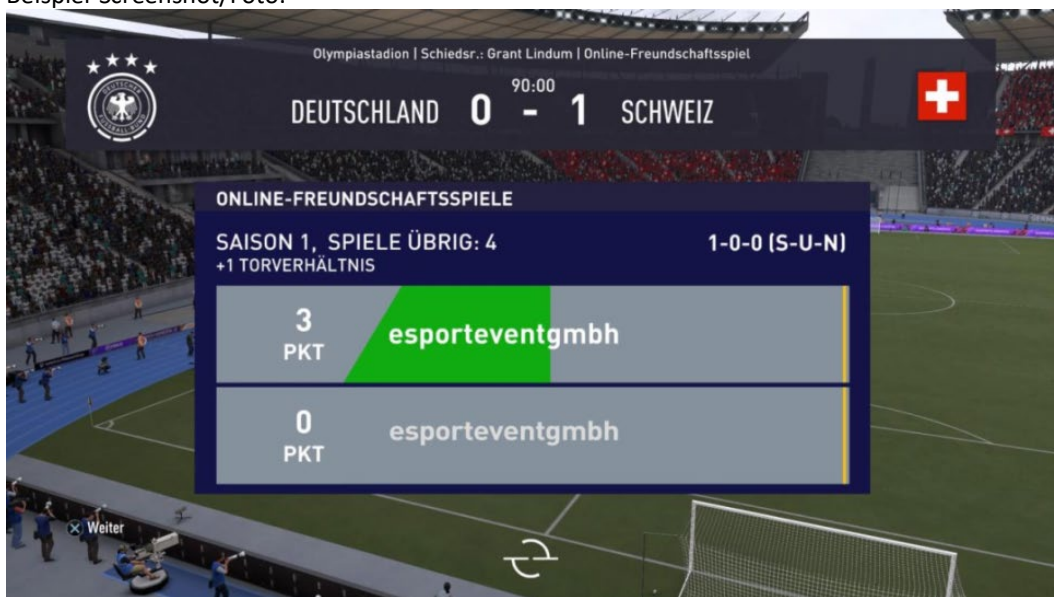 Beispiel Screenshot/Foto:
Olympiastadion | Schiedsr.: Grant Lindum | Online-Freundschaftsspiel
90:00
DEUTSCHLAND 0 - 1 SCHWEIZ
ONLINE-FREUNDSCHAFTSSPIELE
SAISON 1, SPIELE ÜBRIG: 4 1-0-0 (S-U-N)
+1 TORVERHÄLTNIS
3 esporteventgmbh
PKT
0 esporteventgmbh
PKT
Weiter